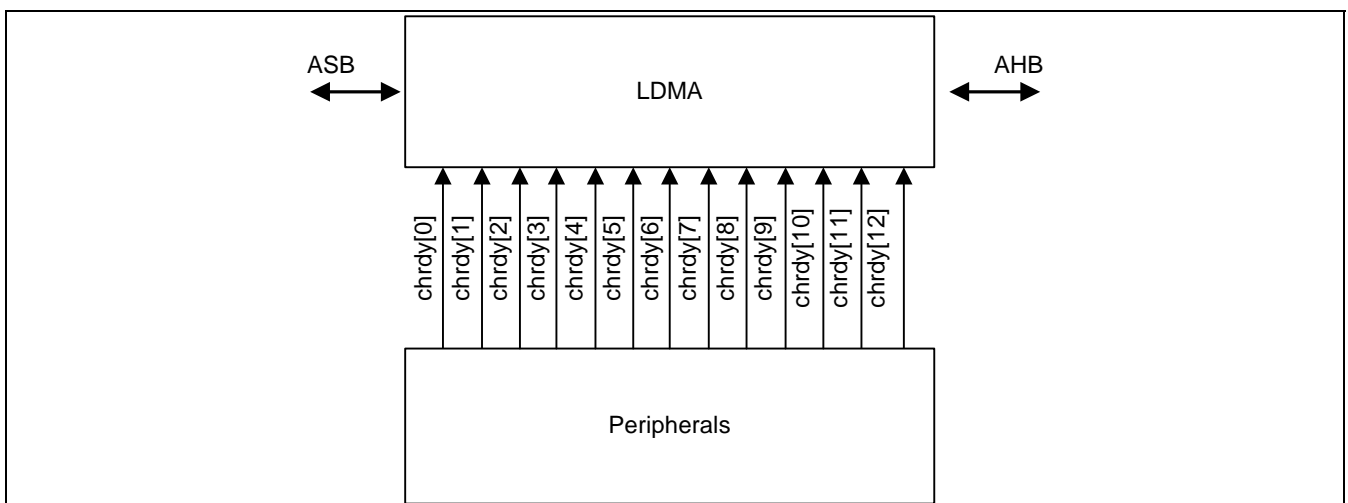 ASB
LDMA
AHB
chrdy[0]
chrdy[1]
chrdy[2]
chrdy[3]
chrdy[4]
chrdy[5]
chrdy[6]
chrdy[7]
chrdy[8]
chrdy[9]
chrdy[10]
chrdy[11]
chrdy[12]
Peripherals